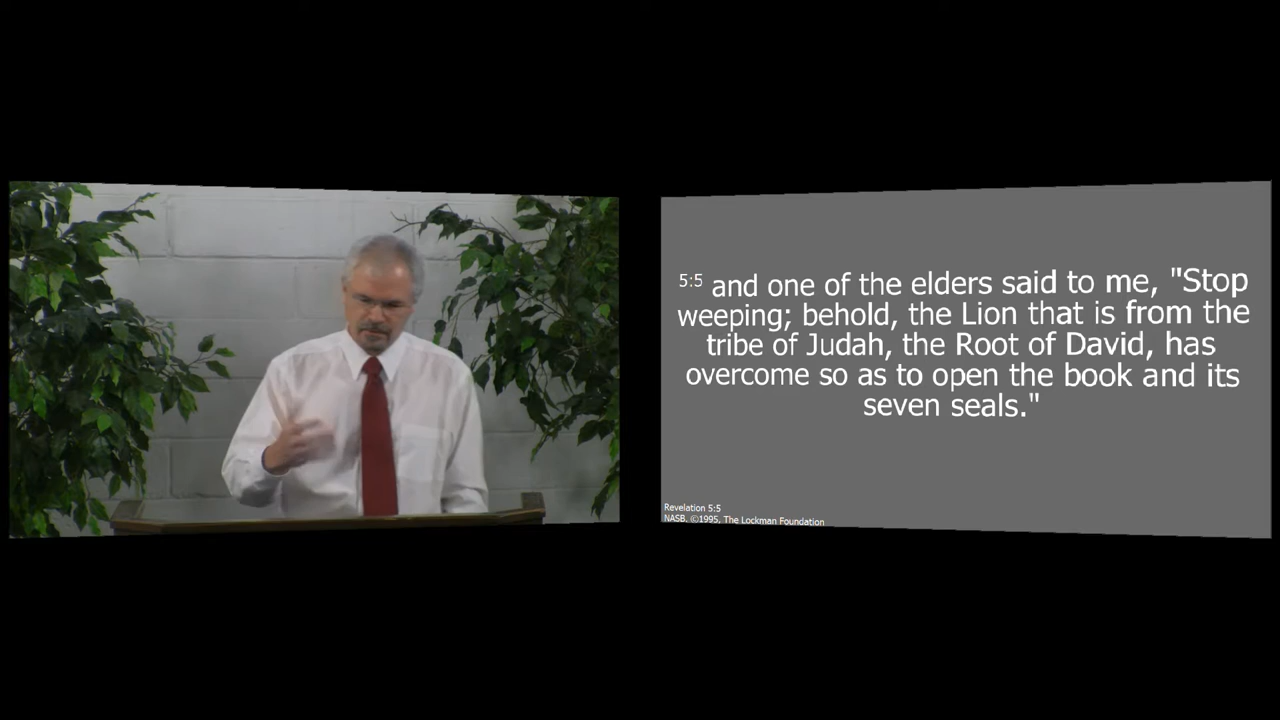 5:5 and one of the elders said to me, "Stop
weeping; behold, the Lion that is from the
tribe of Judah, the Root of David, has
overcome so as to open the book and its
seven seals."
Revelation 5:5
NASB, ©1995, The Lockman Foundation